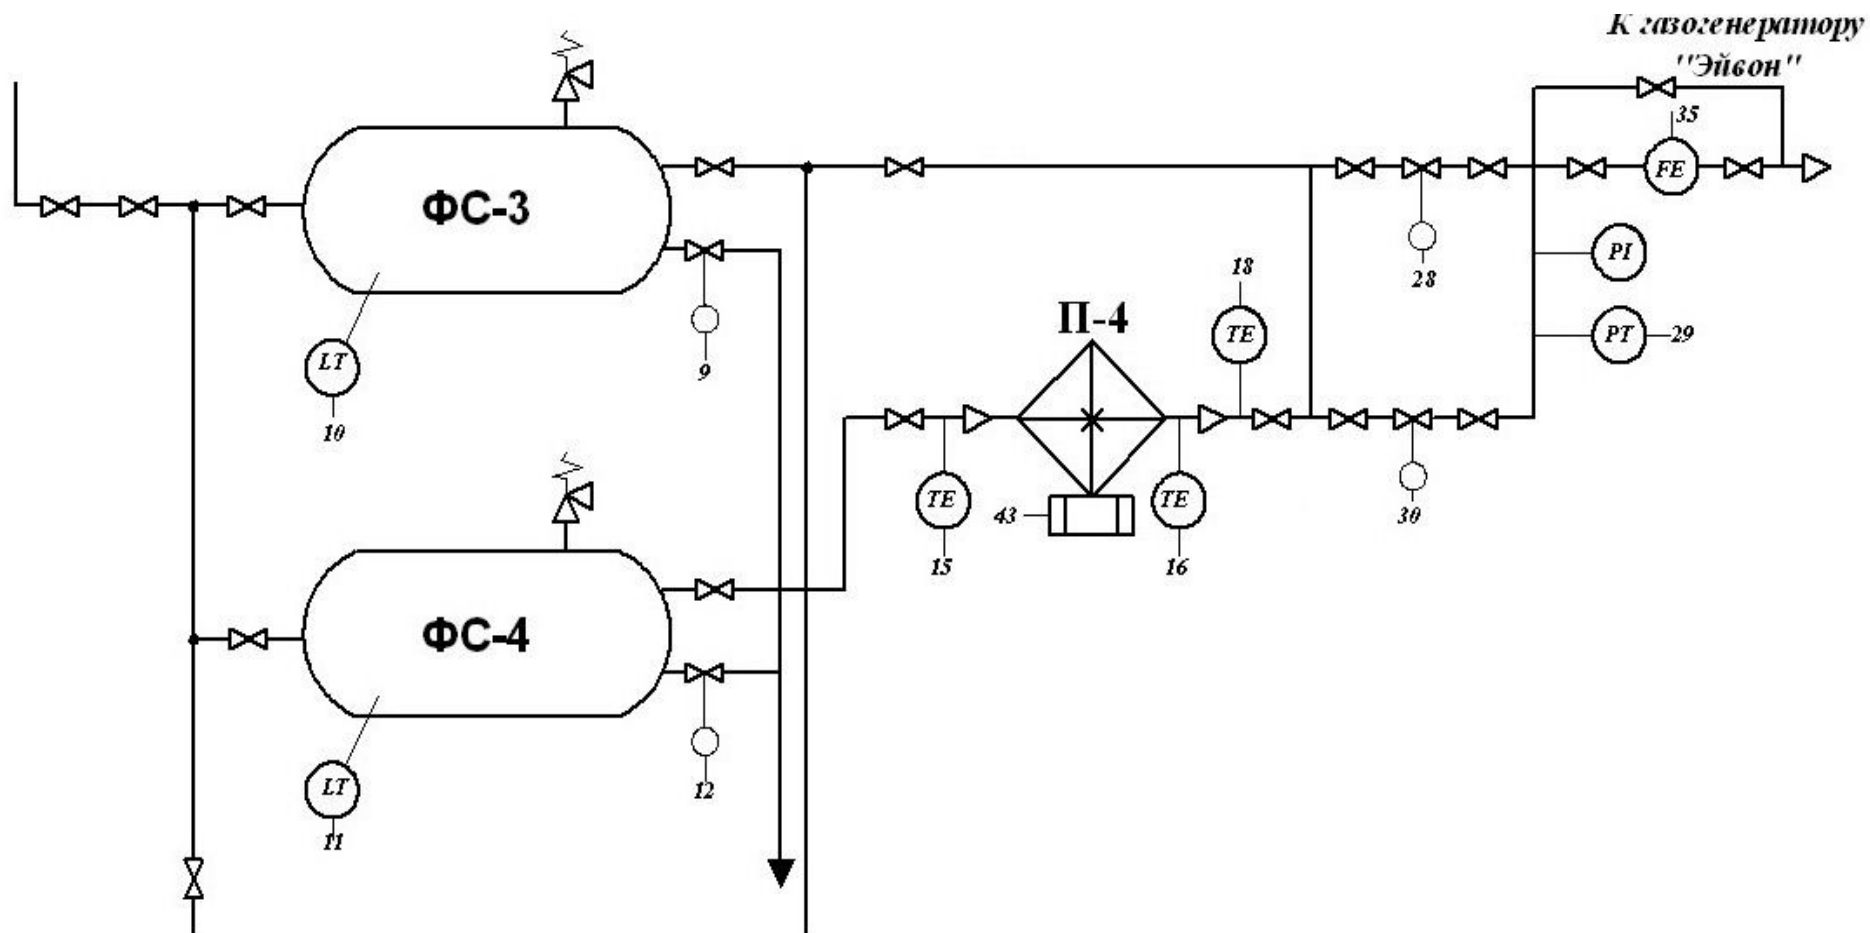 К газогенератору
"Эйвон"
35
ФС-3
FE
PI
28
18
П-4
9
LT
TE
PT
29
10
43
TE
TE
30
15
16
ФС-4
12
LT
11